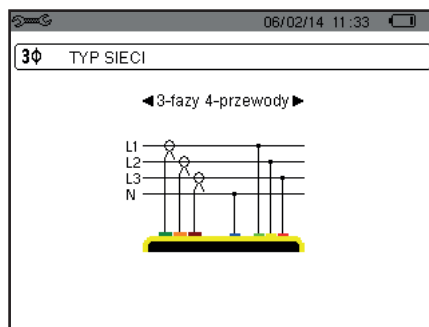 06/02/14 11:33
3Φ TYP SIECI
◄3-fazy 4-przewody►
L1
L2
L3
N